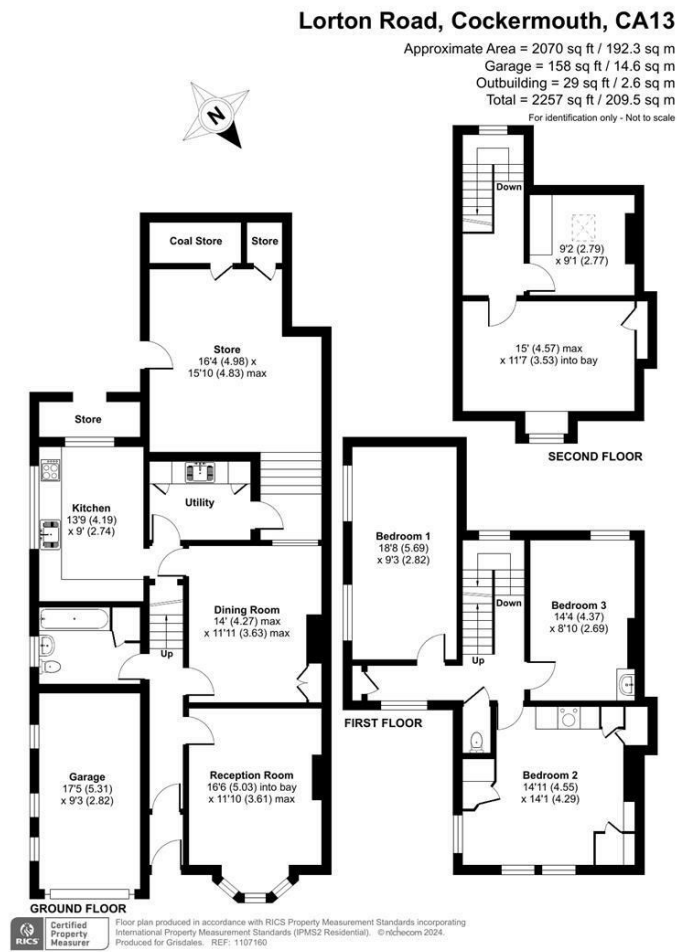 Lorton Road, Cockermouth, CA13
Approximate Area = 2070 sq ft / 192.3 sq m
Garage = 158 sq ft / 14.6 sq m
Outbuilding = 29 sq ft / 2.6 sq m
Total = 2257 sq ft / 209.5 sq m
For identification only - Not to scale
N
Down
9'2 (2.79)
x 9'1 (2.77)
15' (4.57) max
x 11'7 (3.53) into bay
SECOND FLOOR
Coal Store
Store
Store
16'4 (4.98) x
15'10 (4.83) max
Store
Kitchen
13'9 (4.19)
x 9' (2.74)
Utility
Dining Room
14' (4.27) max
x 11'11 (3.63) max
Up
Garage
17'5 (5.31)
x 9'3 (2.82)
Reception Room
16'6 (5.03) into bay
x 11'10 (3.61) max
GROUND FLOOR
Bedroom 1
18'8 (5.69)
x 9'3 (2.82)
Down
Up
Bedroom 3
14'4 (4.37)
x 8'10 (2.69)
FIRST FLOOR
Bedroom 2
14'11 (4.55)
x 14'1 (4.29)
RICS
Certified
Property
Measurer
Floor plan produced in accordance with RICS Property Measurement Standards incorporating
International Property Measurement Standards (IPMS2 Residential). © nichecom 2024.
Produced for Grisdales. REF: 1107160